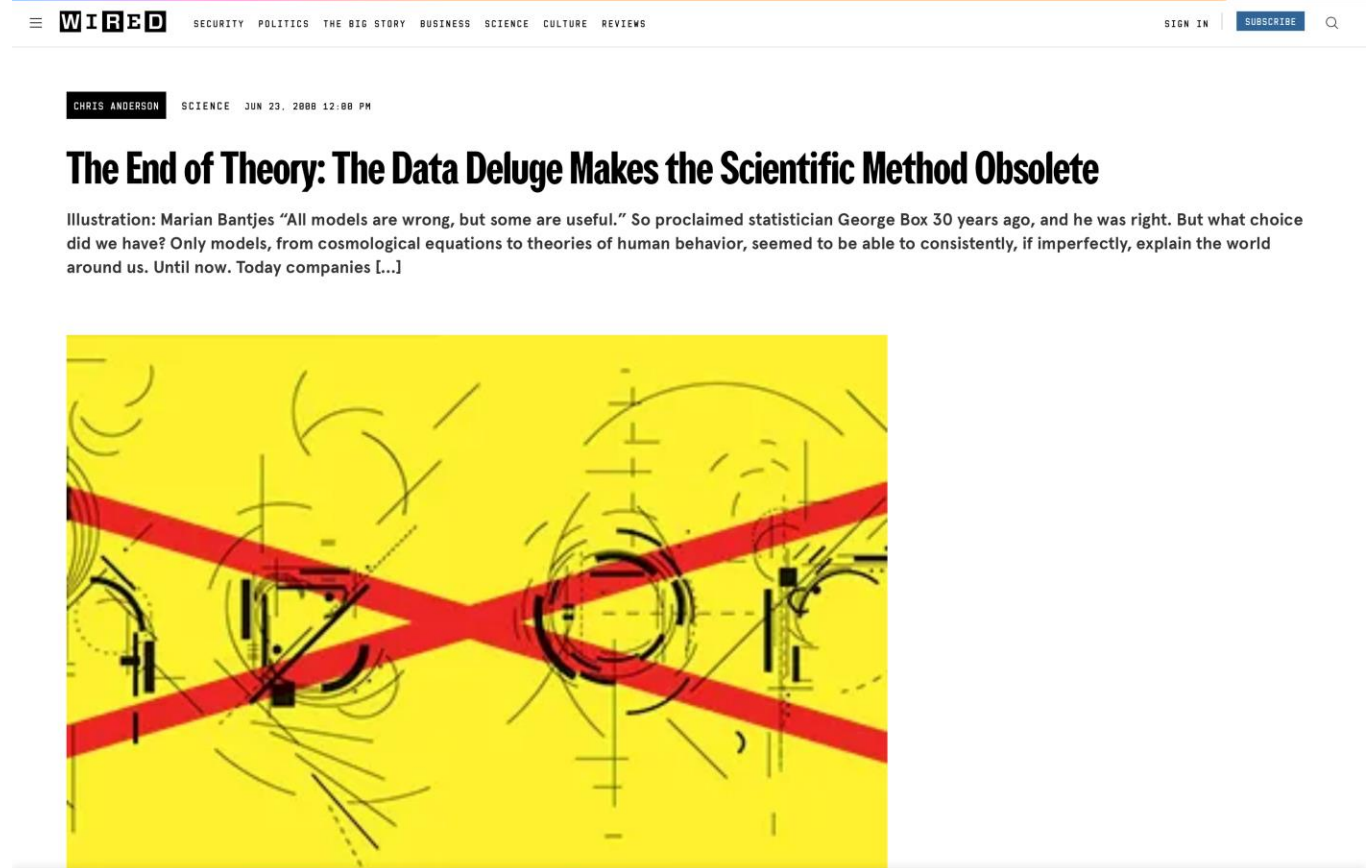 WIRED SECURITY POLITICS THE BIG STORY BUSINESS SCIENCE CULTURE REVIEWS SIGN IN SUBSCRIBE
CHRIS ANDERSON SCIENCE JUN 23, 2008 12:00 PM
The End of Theory: The Data Deluge Makes the Scientific Method Obsolete
Illustration: Marian Bantjes “All models are wrong, but some are useful.” So proclaimed statistician George Box 30 years ago, and he was right. But what choice
did we have? Only models, from cosmological equations to theories of human behavior, seemed to be able to consistently, if imperfectly, explain the world
around us. Until now. Today companies [...]